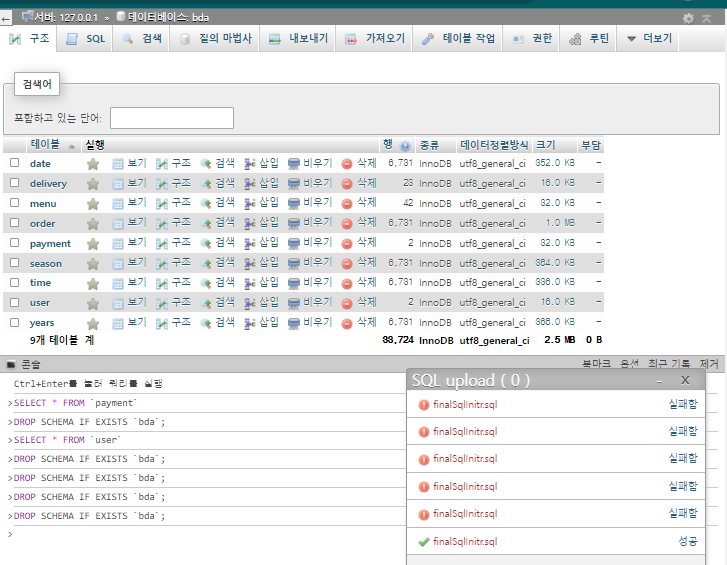 서버: 127.0.0.1 » 데이터베이스: bda
구조 SQL 검색 질의 마법사 내보내기 가져오기 테이블 작업 권한 루틴 더보기
검색어
포함하고 있는 단어:
테이블 실행 행 종류 데이터정렬방식 크기 부담
date 보기 구조 검색 삽입 비우기 삭제 6,731 InnoDB utf8_general_ci 352.0 KB -
delivery 보기 구조 검색 삽입 비우기 삭제 23 InnoDB utf8_general_ci 16.0 KB -
menu 보기 구조 검색 삽입 비우기 삭제 42 InnoDB utf8_general_ci 32.0 KB -
order 보기 구조 검색 삽입 비우기 삭제 6,731 InnoDB utf8_general_ci 1.0 MB -
payment 보기 구조 검색 삽입 비우기 삭제 2 InnoDB utf8_general_ci 32.0 KB -
season 보기 구조 검색 삽입 비우기 삭제 6,731 InnoDB utf8_general_ci 384.0 KB -
time 보기 구조 검색 삽입 비우기 삭제 6,731 InnoDB utf8_general_ci 336.0 KB -
user 보기 구조 검색 삽입 비우기 삭제 2 InnoDB utf8_general_ci 16.0 KB -
years 보기 구조 검색 삽입 비우기 삭제 6,731 InnoDB utf8_general_ci 368.0 KB -
9개 테이블 계 33,724 InnoDB utf8_general_ci 2.5 MB 0 B
콘솔 북마크 옵션 최근 기록 제거
Ctrl+Enter를 눌러 쿼리를 실행
>SELECT * FROM `payment`
>DROP SCHEMA IF EXISTS `bda`;
>SELECT * FROM `user`
>DROP SCHEMA IF EXISTS `bda`;
>DROP SCHEMA IF EXISTS `bda`;
>DROP SCHEMA IF EXISTS `bda`;
>DROP SCHEMA IF EXISTS `bda`;
>
SQL upload ( 0 ) - x
finalSqlInitr.sql 실패함
finalSqlInitr.sql 실패함
finalSqlInitr.sql 실패함
finalSqlInitr.sql 실패함
finalSqlInitr.sql 실패함
finalSqlInitr.sql 성공